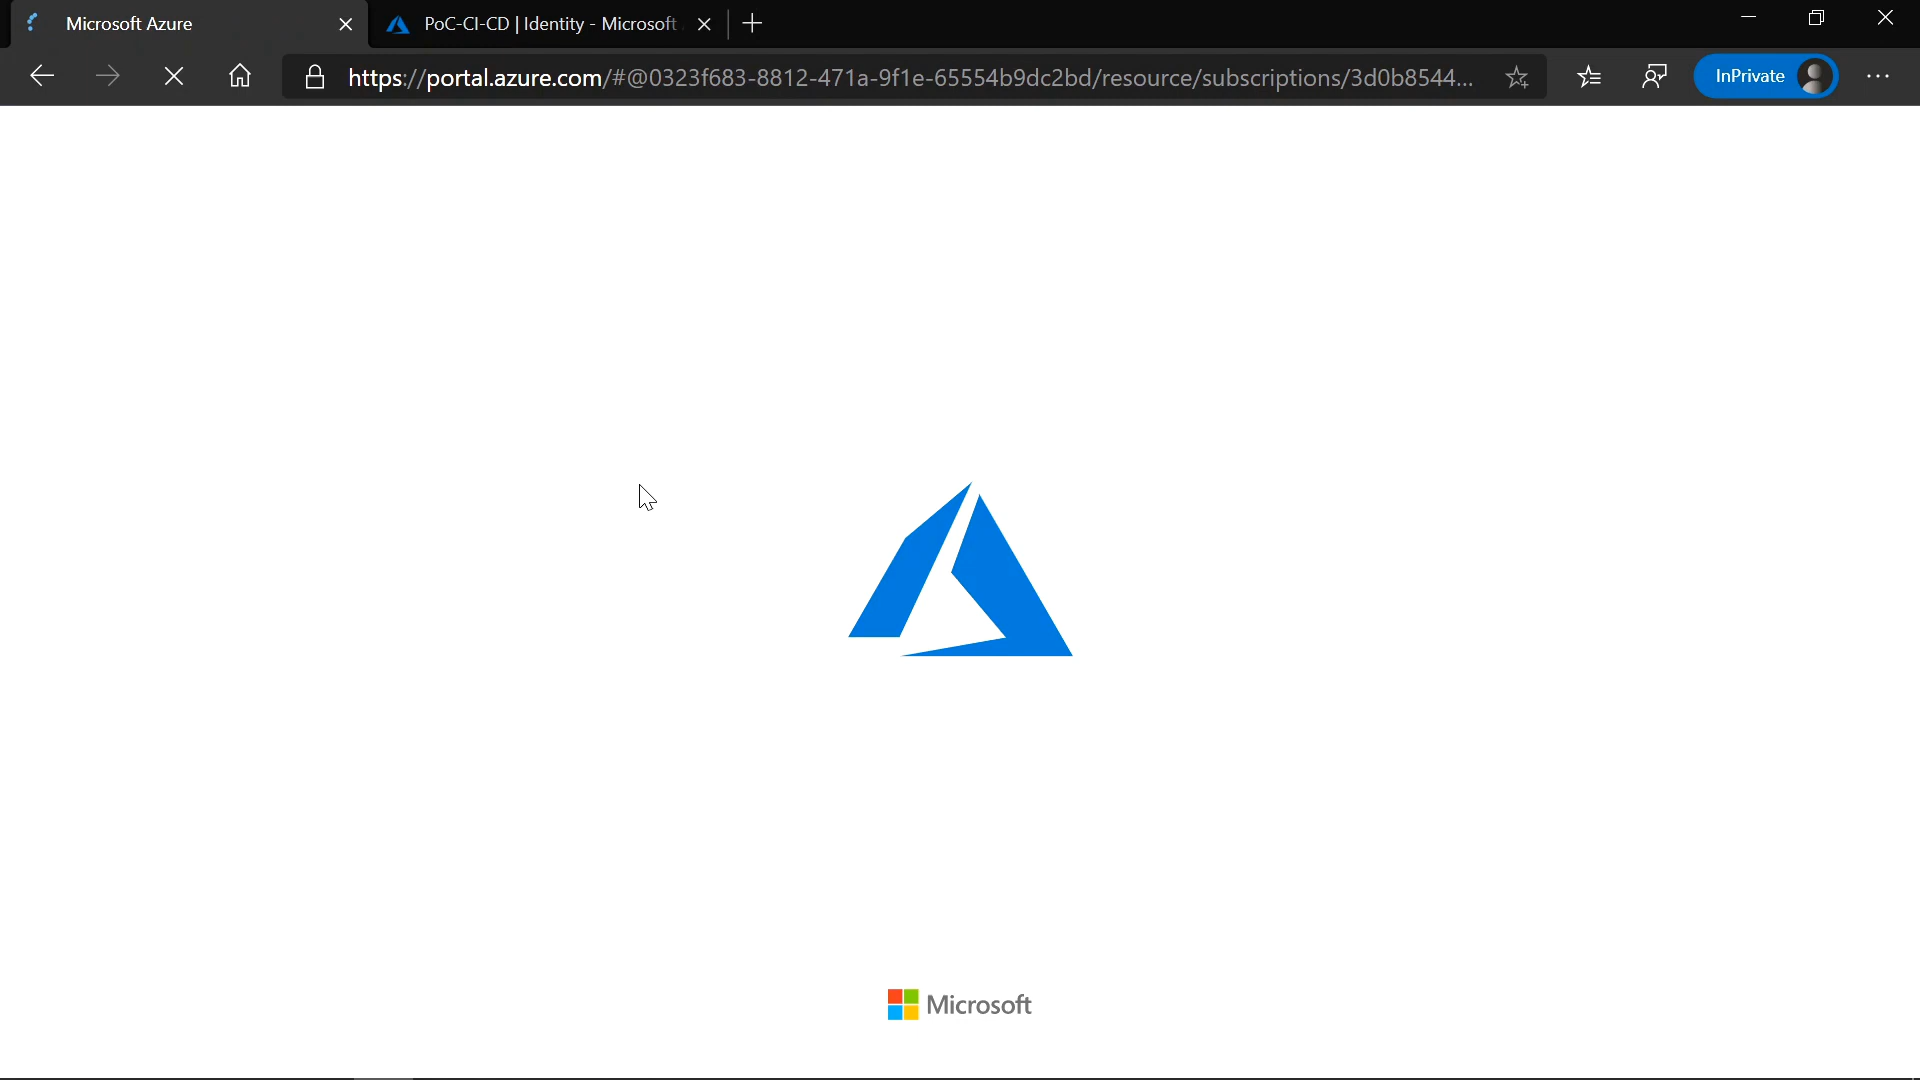 Microsoft Azure
PoC-CI-CD | Identity - Microsoft
https://portal.azure.com/#@0323f683-8812-471a-9f1e-65554b9dc2bd/resource/subscriptions/3d0b8544...
InPrivate
Microsoft